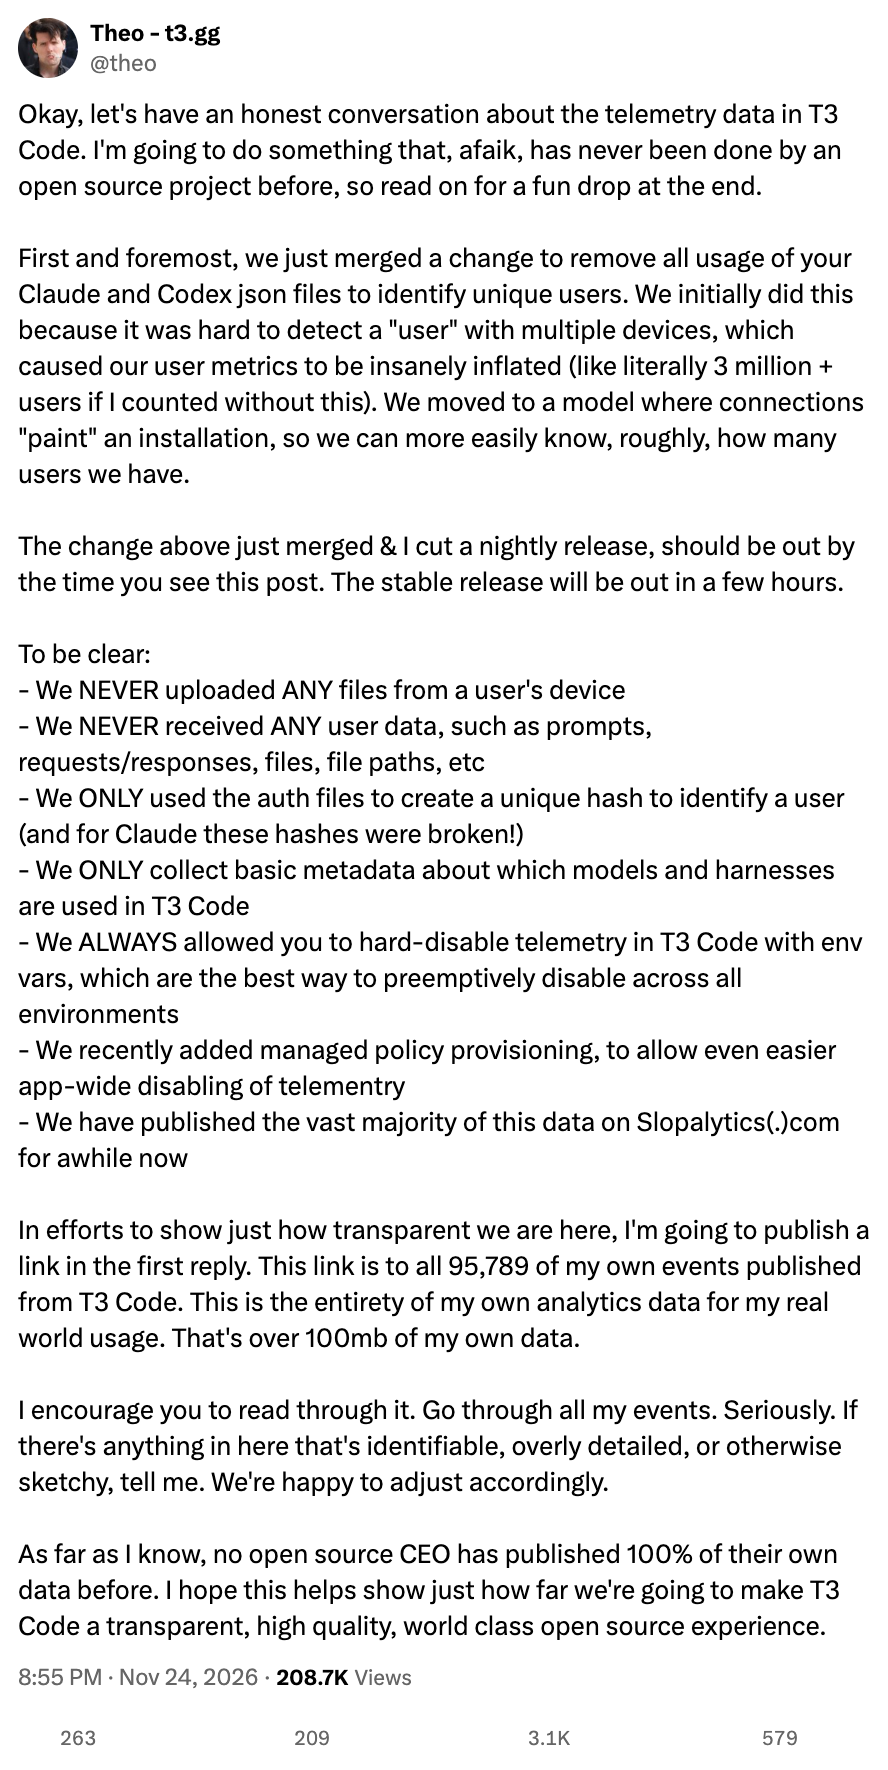 Theo - t3.gg
@theo
Okay, let's have an honest conversation about the telemetry data in T3
Code. I'm going to do something that, afaik, has never been done by an
open source project before, so read on for a fun drop at the end.
First and foremost, we just merged a change to remove all usage of your
Claude and Codex json files to identify unique users. We initially did this
because it was hard to detect a "user" with multiple devices, which
caused our user metrics to be insanely inflated (like literally 3 million +
users if I counted without this). We moved to a model where connections
"paint" an installation, so we can more easily know, roughly, how many
users we have.
The change above just merged & I cut a nightly release, should be out by
the time you see this post. The stable release will be out in a few hours.
To be clear:
- We NEVER uploaded ANY files from a user's device
- We NEVER received ANY user data, such as prompts,
requests/responses, files, file paths, etc
- We ONLY used the auth files to create a unique hash to identify a user
(and for Claude these hashes were broken!)
- We ONLY collect basic metadata about which models and harnesses
are used in T3 Code
- We ALWAYS allowed you to hard-disable telemetry in T3 Code with env
vars, which are the best way to preemptively disable across all
environments
- We recently added managed policy provisioning, to allow even easier
app-wide disabling of telementry
- We have published the vast majority of this data on Slopalytics(.)com
for awhile now
In efforts to show just how transparent we are here, I'm going to publish a
link in the first reply. This link is to all 95,789 of my own events published
from T3 Code. This is the entirety of my own analytics data for my real
world usage. That's over 100mb of my own data.
I encourage you to read through it. Go through all my events. Seriously. If
there's anything in here that's identifiable, overly detailed, or otherwise
sketchy, tell me. We're happy to adjust accordingly.
As far as I know, no open source CEO has published 100% of their own
data before. I hope this helps show just how far we're going to make T3
Code a transparent, high quality, world class open source experience.
8:55 PM · Nov 24, 2026 · 208.7K Views
263 209 3.1K 579